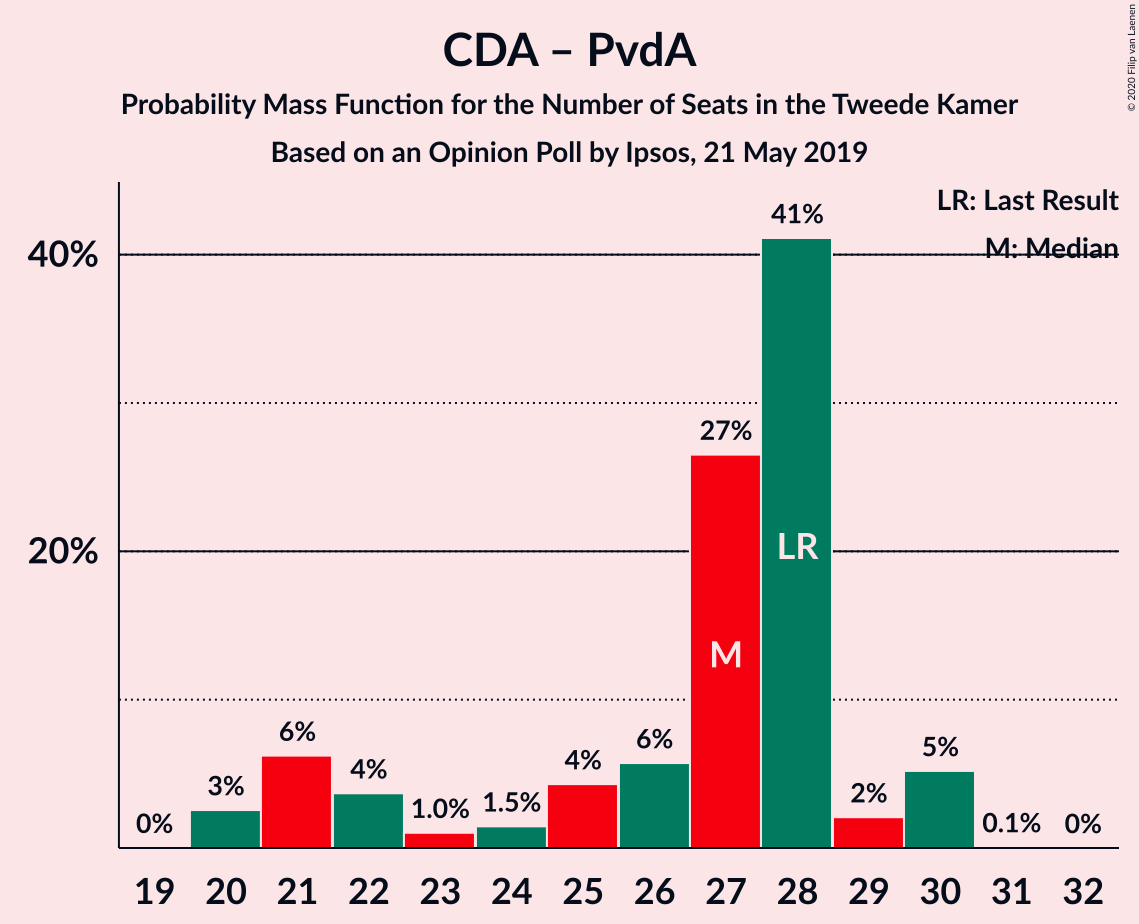 CDA – PvdA
Probability Mass Function for the Number of Seats in the Tweede Kamer
Based on an Opinion Poll by Ipsos, 21 May 2019
© 2020 Filip van Laenen
LR: Last Result
M: Median
40%
20%
0%
3%
6%
4%
1.0%
1.5%
4%
6%
27%
41%
2%
5%
0.1%
0%
M
LR
19 20 21 22 23 24 25 26 27 28 29 30 31 32